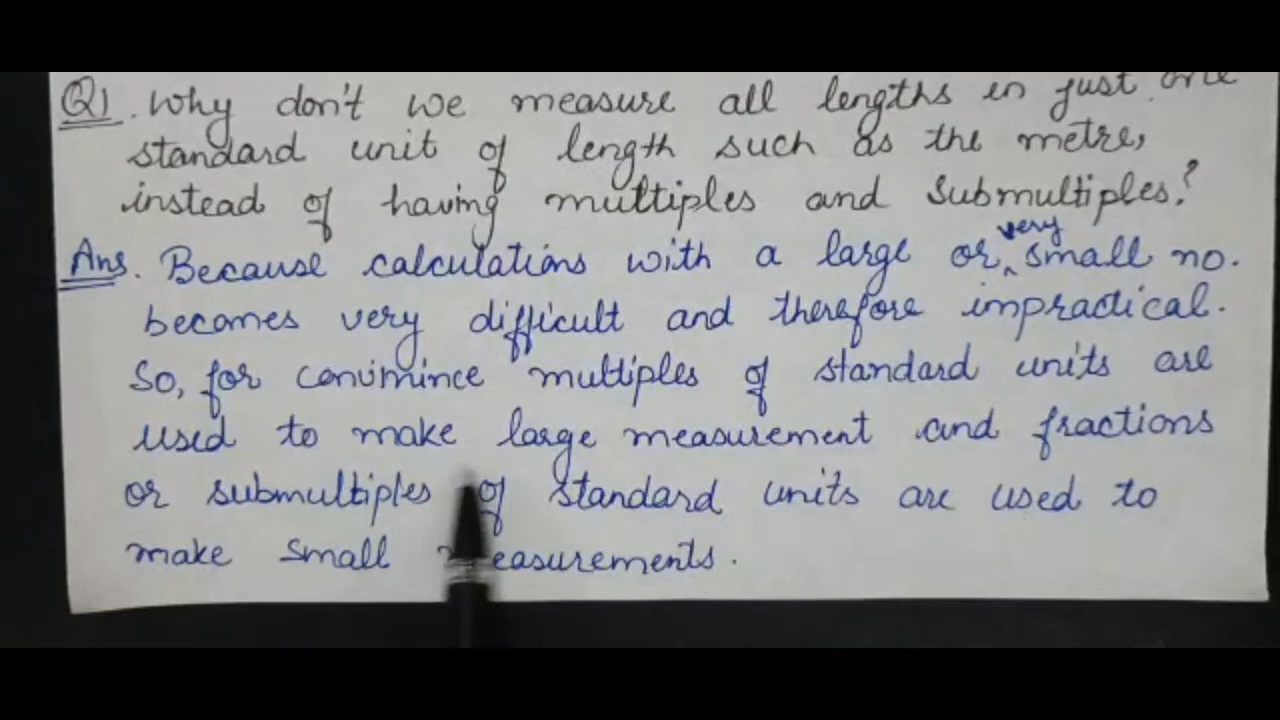 Q1. Why don't we measure all lengths in just one
standard unit of length such as the metre,
instead of having multiples and submultiples?
Ans. Because calculations with a large or very small no.
becomes very difficult and therefore impractical.
So, for convinince multiples of standard units are
used to make large measurement and fractions
or submultiples of standard units are used to
make small measurements.